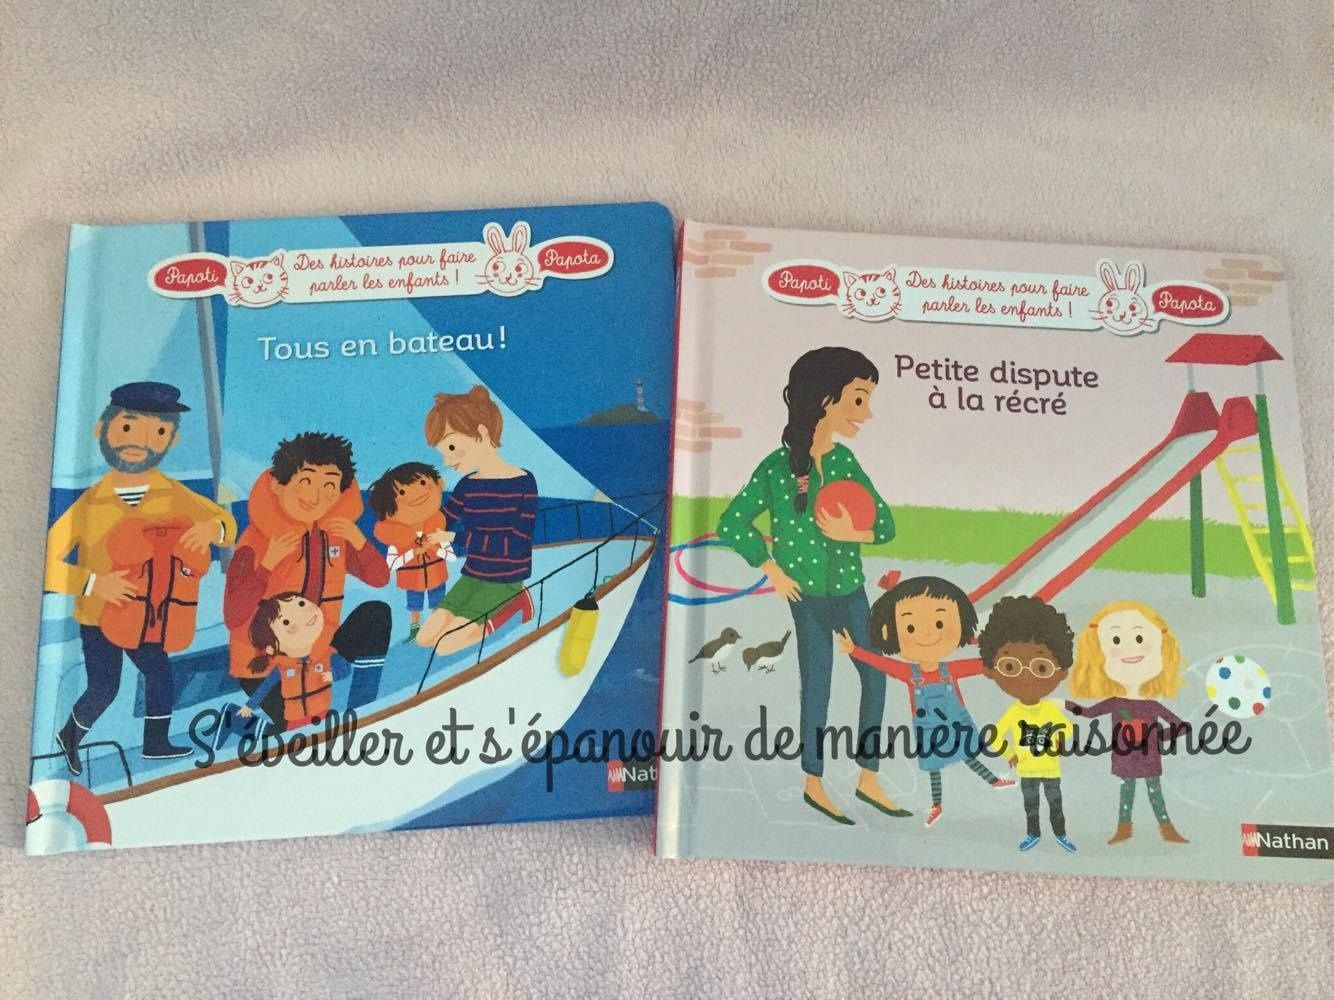 Papoti
Des histoires pour faire
parler les enfants !
Papota
Tous en bateau !
Nat
Papoti
Des histoires pour faire
parler les enfants !
Papota
Petite dispute
à la récré
Nathan
S'éveiller et s'épanouir de manière raisonnée